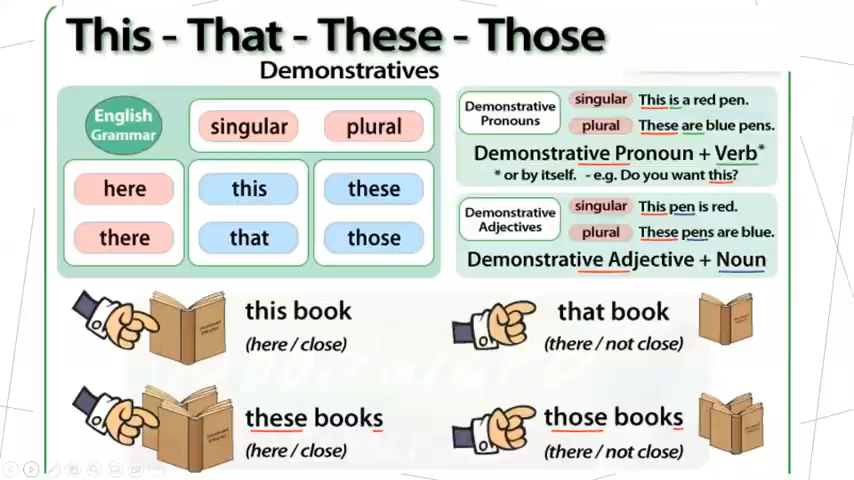 This - That - These - Those
Demonstratives
English
Grammar
singular plural
here this these
there that those
Demonstrative
Pronouns
singular This is a red pen.
plural These are blue pens.
Demonstrative Pronoun + Verb*
* or by itself. - e.g. Do you want this?
Demonstrative
Adjectives
singular This pen is red.
plural These pens are blue.
Demonstrative Adjective + Noun
this book
(here / close)
that book
(there / not close)
these books
(here / close)
those books
(there / not close)